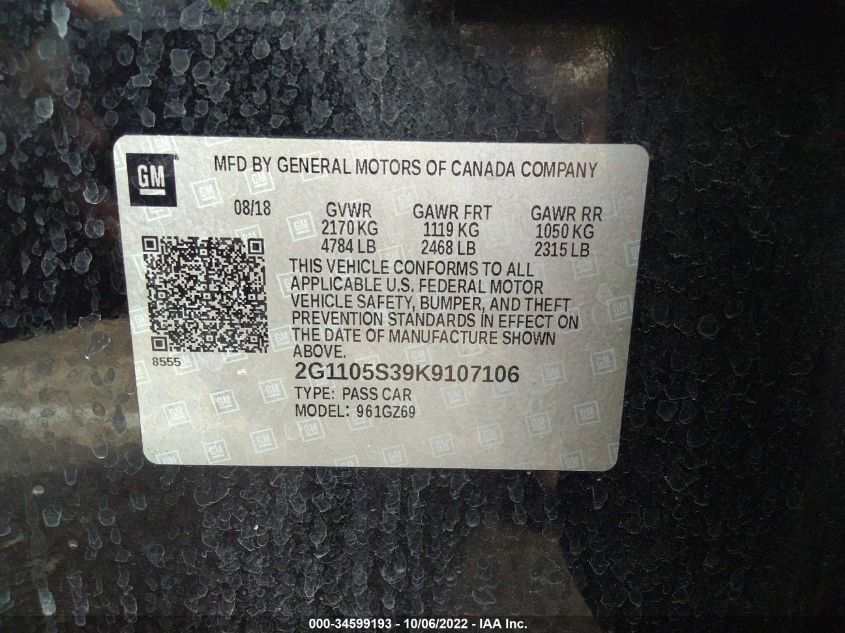 GM
MFD BY GENERAL MOTORS OF CANADA COMPANY
08/18 GVWR GAWR FRT GAWR RR
2170 KG 1119 KG 1050 KG
4784 LB 2468 LB 2315 LB
THIS VEHICLE CONFORMS TO ALL
APPLICABLE U.S. FEDERAL MOTOR
VEHICLE SAFETY, BUMPER, AND THEFT
PREVENTION STANDARDS IN EFFECT ON
THE DATE OF MANUFACTURE SHOWN
ABOVE.
8555
2G1105S39K9107106
TYPE: PASS CAR
MODEL: 961GZ69
000-34599193 - 10/06/2022 - IAA Inc.